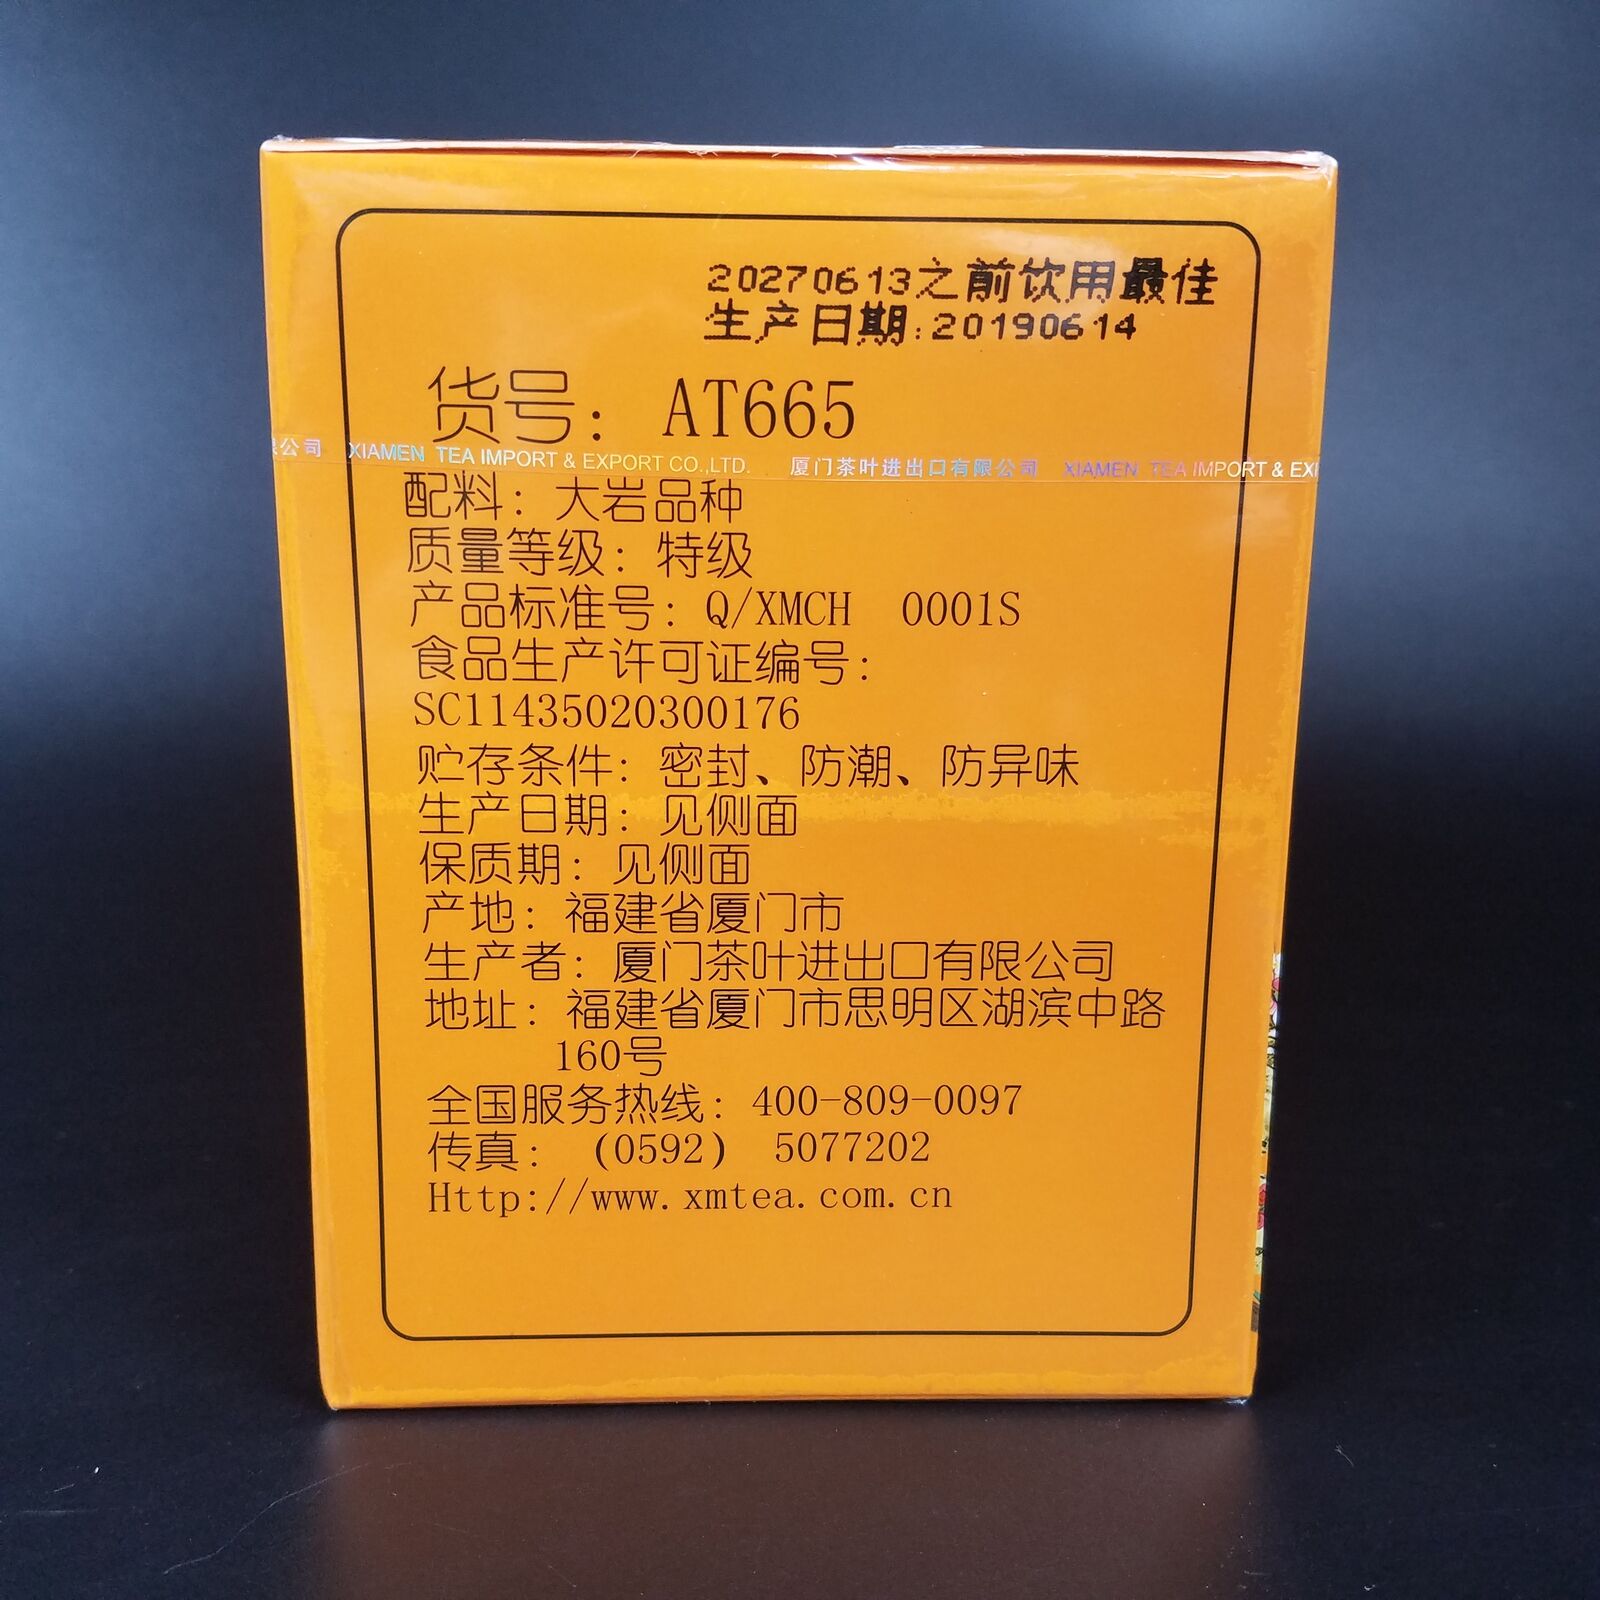 20270613之前饮用最佳
生产日期:20190614
货号：AT665
公司 XIAMEN TEA IMPORT & EXPORT CO.,LTD. 厦门茶叶进出口有限公司 XIAMEN TEA IMPORT &
配料：大岩品种
质量等级：特级
产品标准号：Q/XMCH 0001S
食品生产许可证编号：
SC11435020300176
贮存条件：密封、防潮、防异味
生产日期：见侧面
保质期：见侧面
产地：福建省厦门市
生产者：厦门茶叶进出口有限公司
地址：福建省厦门市思明区湖滨中路
160号
全国服务热线：400-809-0097
传真：（0592） 5077202
Http://www.xmtea.com.cn